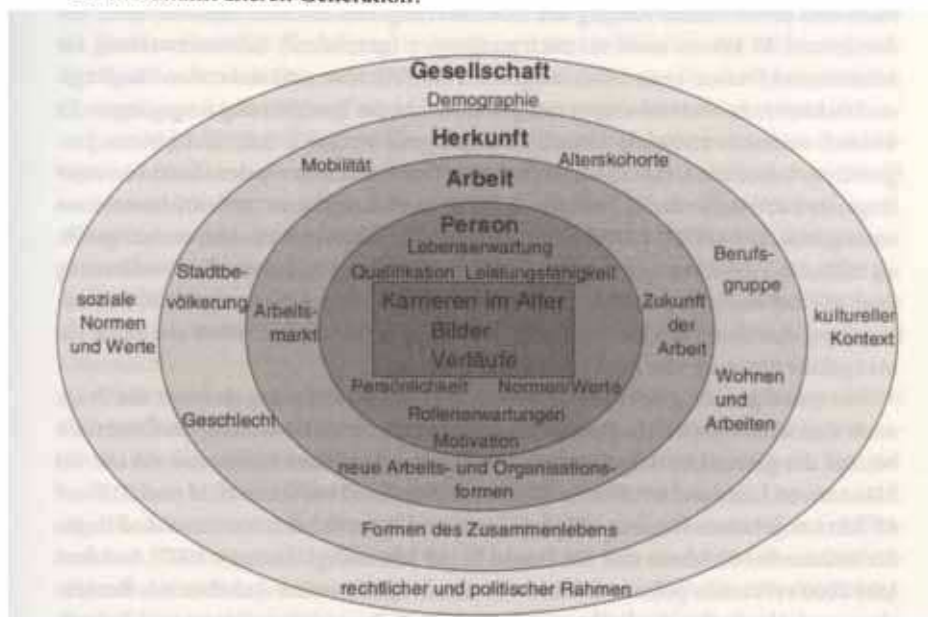 älteren Generation?
Gesellschaft
Demographie
Herkunft
Mobilität
Alterskohorte
Arbeit
Person
Lebenserwartung
Qualifikation Leistungsfähigkeit
Karrieren im Alter
Bilder
Verläufe
Persönlichkeit Normen/Werte
Rollenerwartungen
Motivation
soziale
Normen
und Werte
Stadtbe-
völkerung
Arbeits-
markt
Zukunft
der
Arbeit
Berufs-
gruppe
kultureller
Kontext
Geschlecht
Wohnen
und
Arbeiten
neue Arbeits- und Organisations-
formen
Formen des Zusammenlebens
rechtlicher und politischer Rahmen